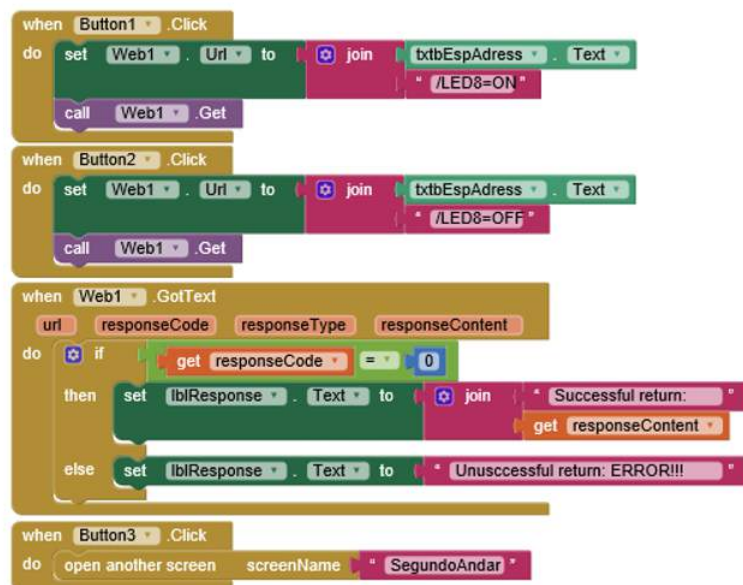 when Button1 .Click
do set Web1 . Url to join txtbEspAdress . Text
" /LED8=ON "
call Web1 .Get
when Button2 .Click
do set Web1 . Url to join txtbEspAdress . Text
" /LED8=OFF "
call Web1 .Get
when Web1 .GotText
url responseCode responseType responseContent
do if get responseCode = 0
then set lblResponse . Text to join " Successful return: "
get responseContent
else set lblResponse . Text to " Unusccessful return: ERROR!!! "
when Button3 .Click
do open another screen screenName " SegundoAndar "